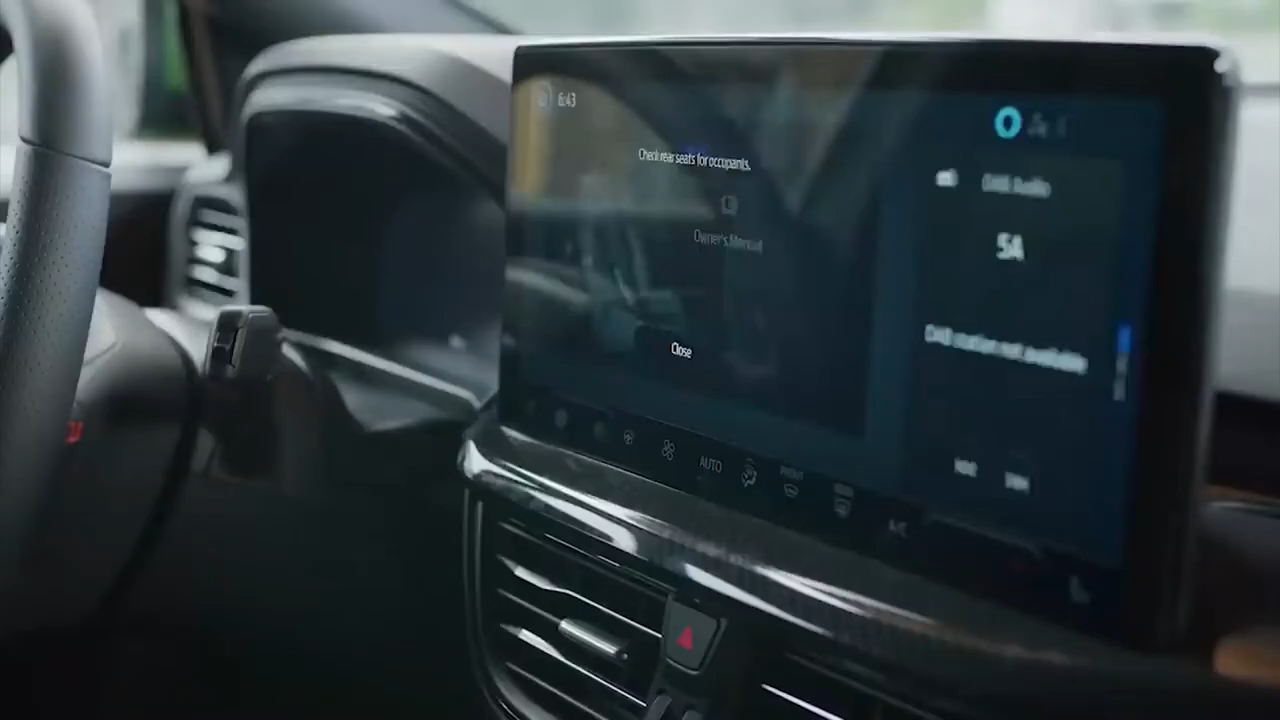 6:43
Check rear seats for occupants.
Owner's Manual
Close
DAB Audio
5A
DAB station not available
AUTO